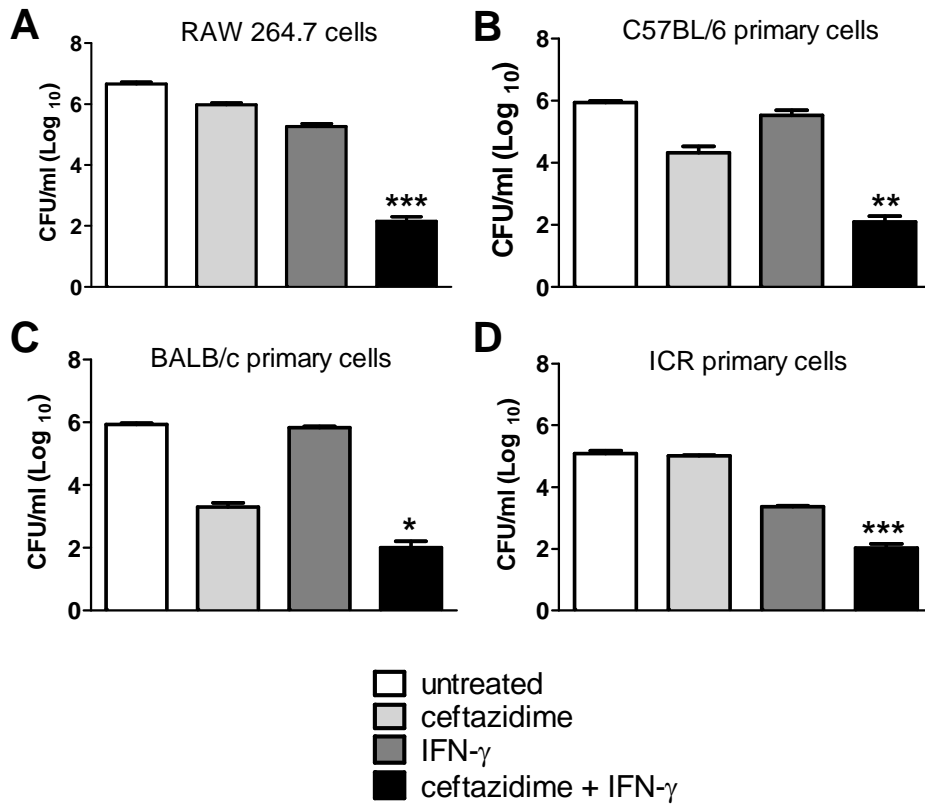 A
RAW 264.7 cells
CFU/ml (Log 10)
8
6
4
2
0
***
B
C57BL/6 primary cells
CFU/ml (Log 10)
8
6
4
2
0
**
C
BALB/c primary cells
CFU/ml (Log 10)
8
6
4
2
0
*
D
ICR primary cells
CFU/ml (Log 10)
8
6
4
2
0
***
untreated
ceftazidime
IFN-γ
ceftazidime + IFN-γ